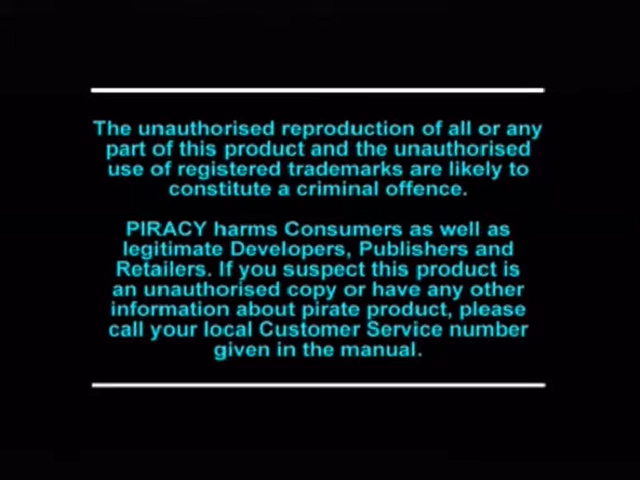 The unauthorised reproduction of all or any
part of this product and the unauthorised
use of registered trademarks are likely to
constitute a criminal offence.
PIRACY harms Consumers as well as
legitimate Developers, Publishers and
Retailers. If you suspect this product is
an unauthorised copy or have any other
information about pirate product, please
call your local Customer Service number
given in the manual.